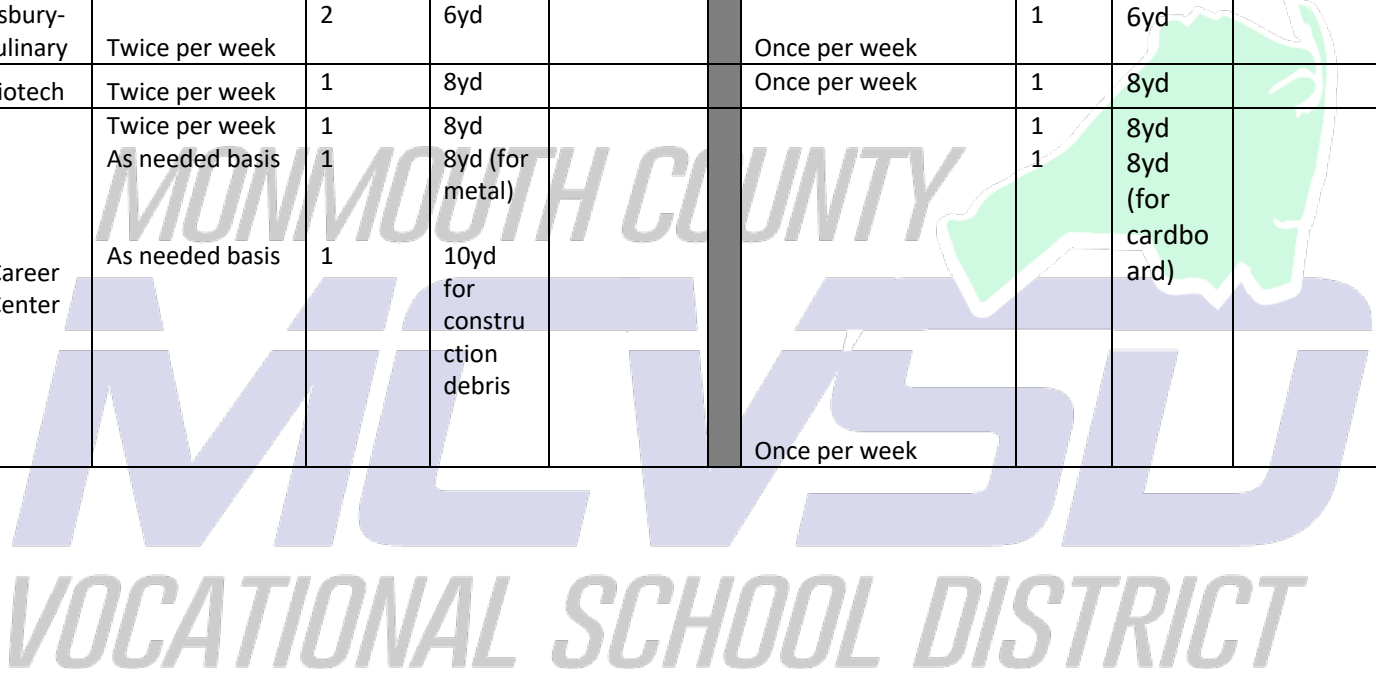 sbury-
ulinary
Twice per week
2
6yd
Once per week
1
6yd
iotech
Twice per week
1
8yd
Once per week
1
8yd
Career
Center
Twice per week
1
8yd
As needed basis
1
8yd (for
metal)
As needed basis
1
10yd
for
constru
ction
debris
Once per week
1
8yd
1
8yd
(for
cardbo
ard)
MONMOUTH COUNTY
MCVSD
VOCATIONAL SCHOOL DISTRICT